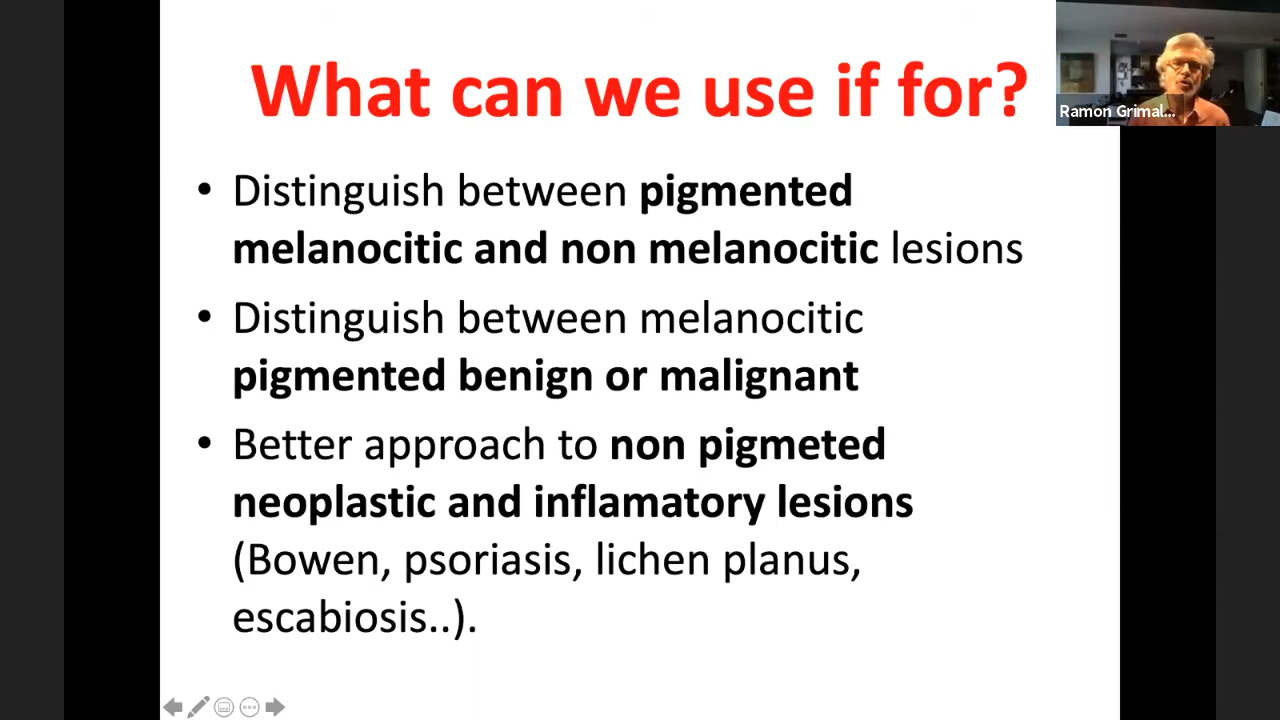 What can we use if for?
Ramon Grimal...
• Distinguish between pigmented
melanocitic and non melanocitic lesions
• Distinguish between melanocitic
pigmented benign or malignant
• Better approach to non pigmeted
neoplastic and inflamatory lesions
(Bowen, psoriasis, lichen planus,
escabiosis..).